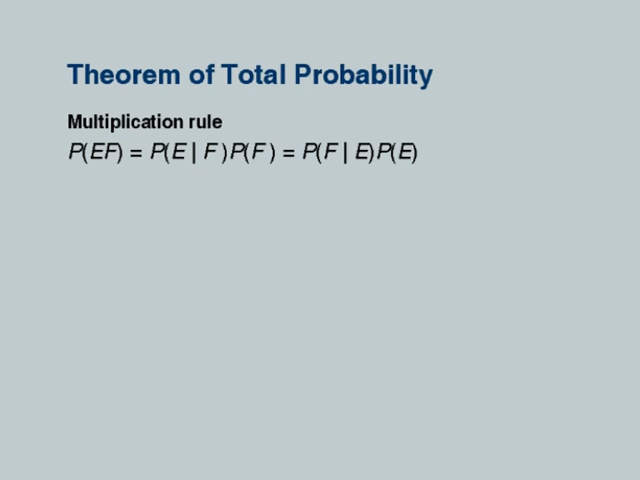 Theorem of Total Probability
Multiplication rule
P(EF) = P(E | F )P(F ) = P(F | E)P(E)